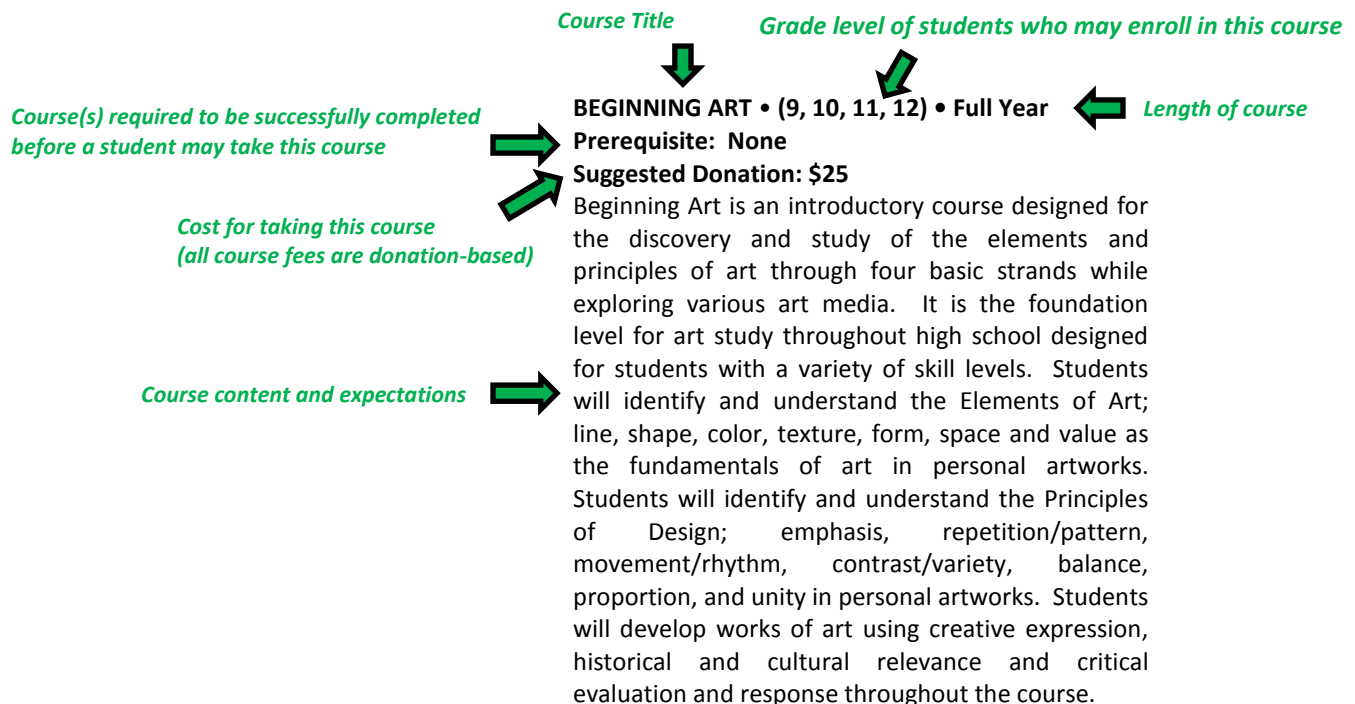 Course Title
Grade level of students who may enroll in this course
BEGINNING ART • (9, 10, 11, 12) • Full Year
Length of course
Course(s) required to be successfully completed
before a student may take this course
Prerequisite:  None
Suggested Donation: $25
Cost for taking this course
(all course fees are donation-based)
Beginning Art is an introductory course designed for
the discovery and study of the elements and
principles of art through four basic strands while
exploring various art media.  It is the foundation
level for art study throughout high school designed
for students with a variety of skill levels.  Students
Course content and expectations
will identify and understand the Elements of Art;
line, shape, color, texture, form, space and value as
the fundamentals of art in personal artworks.
Students will identify and understand the Principles
of Design; emphasis, repetition/pattern,
movement/rhythm, contrast/variety, balance,
proportion, and unity in personal artworks.  Students
will develop works of art using creative expression,
historical and cultural relevance and critical
evaluation and response throughout the course.